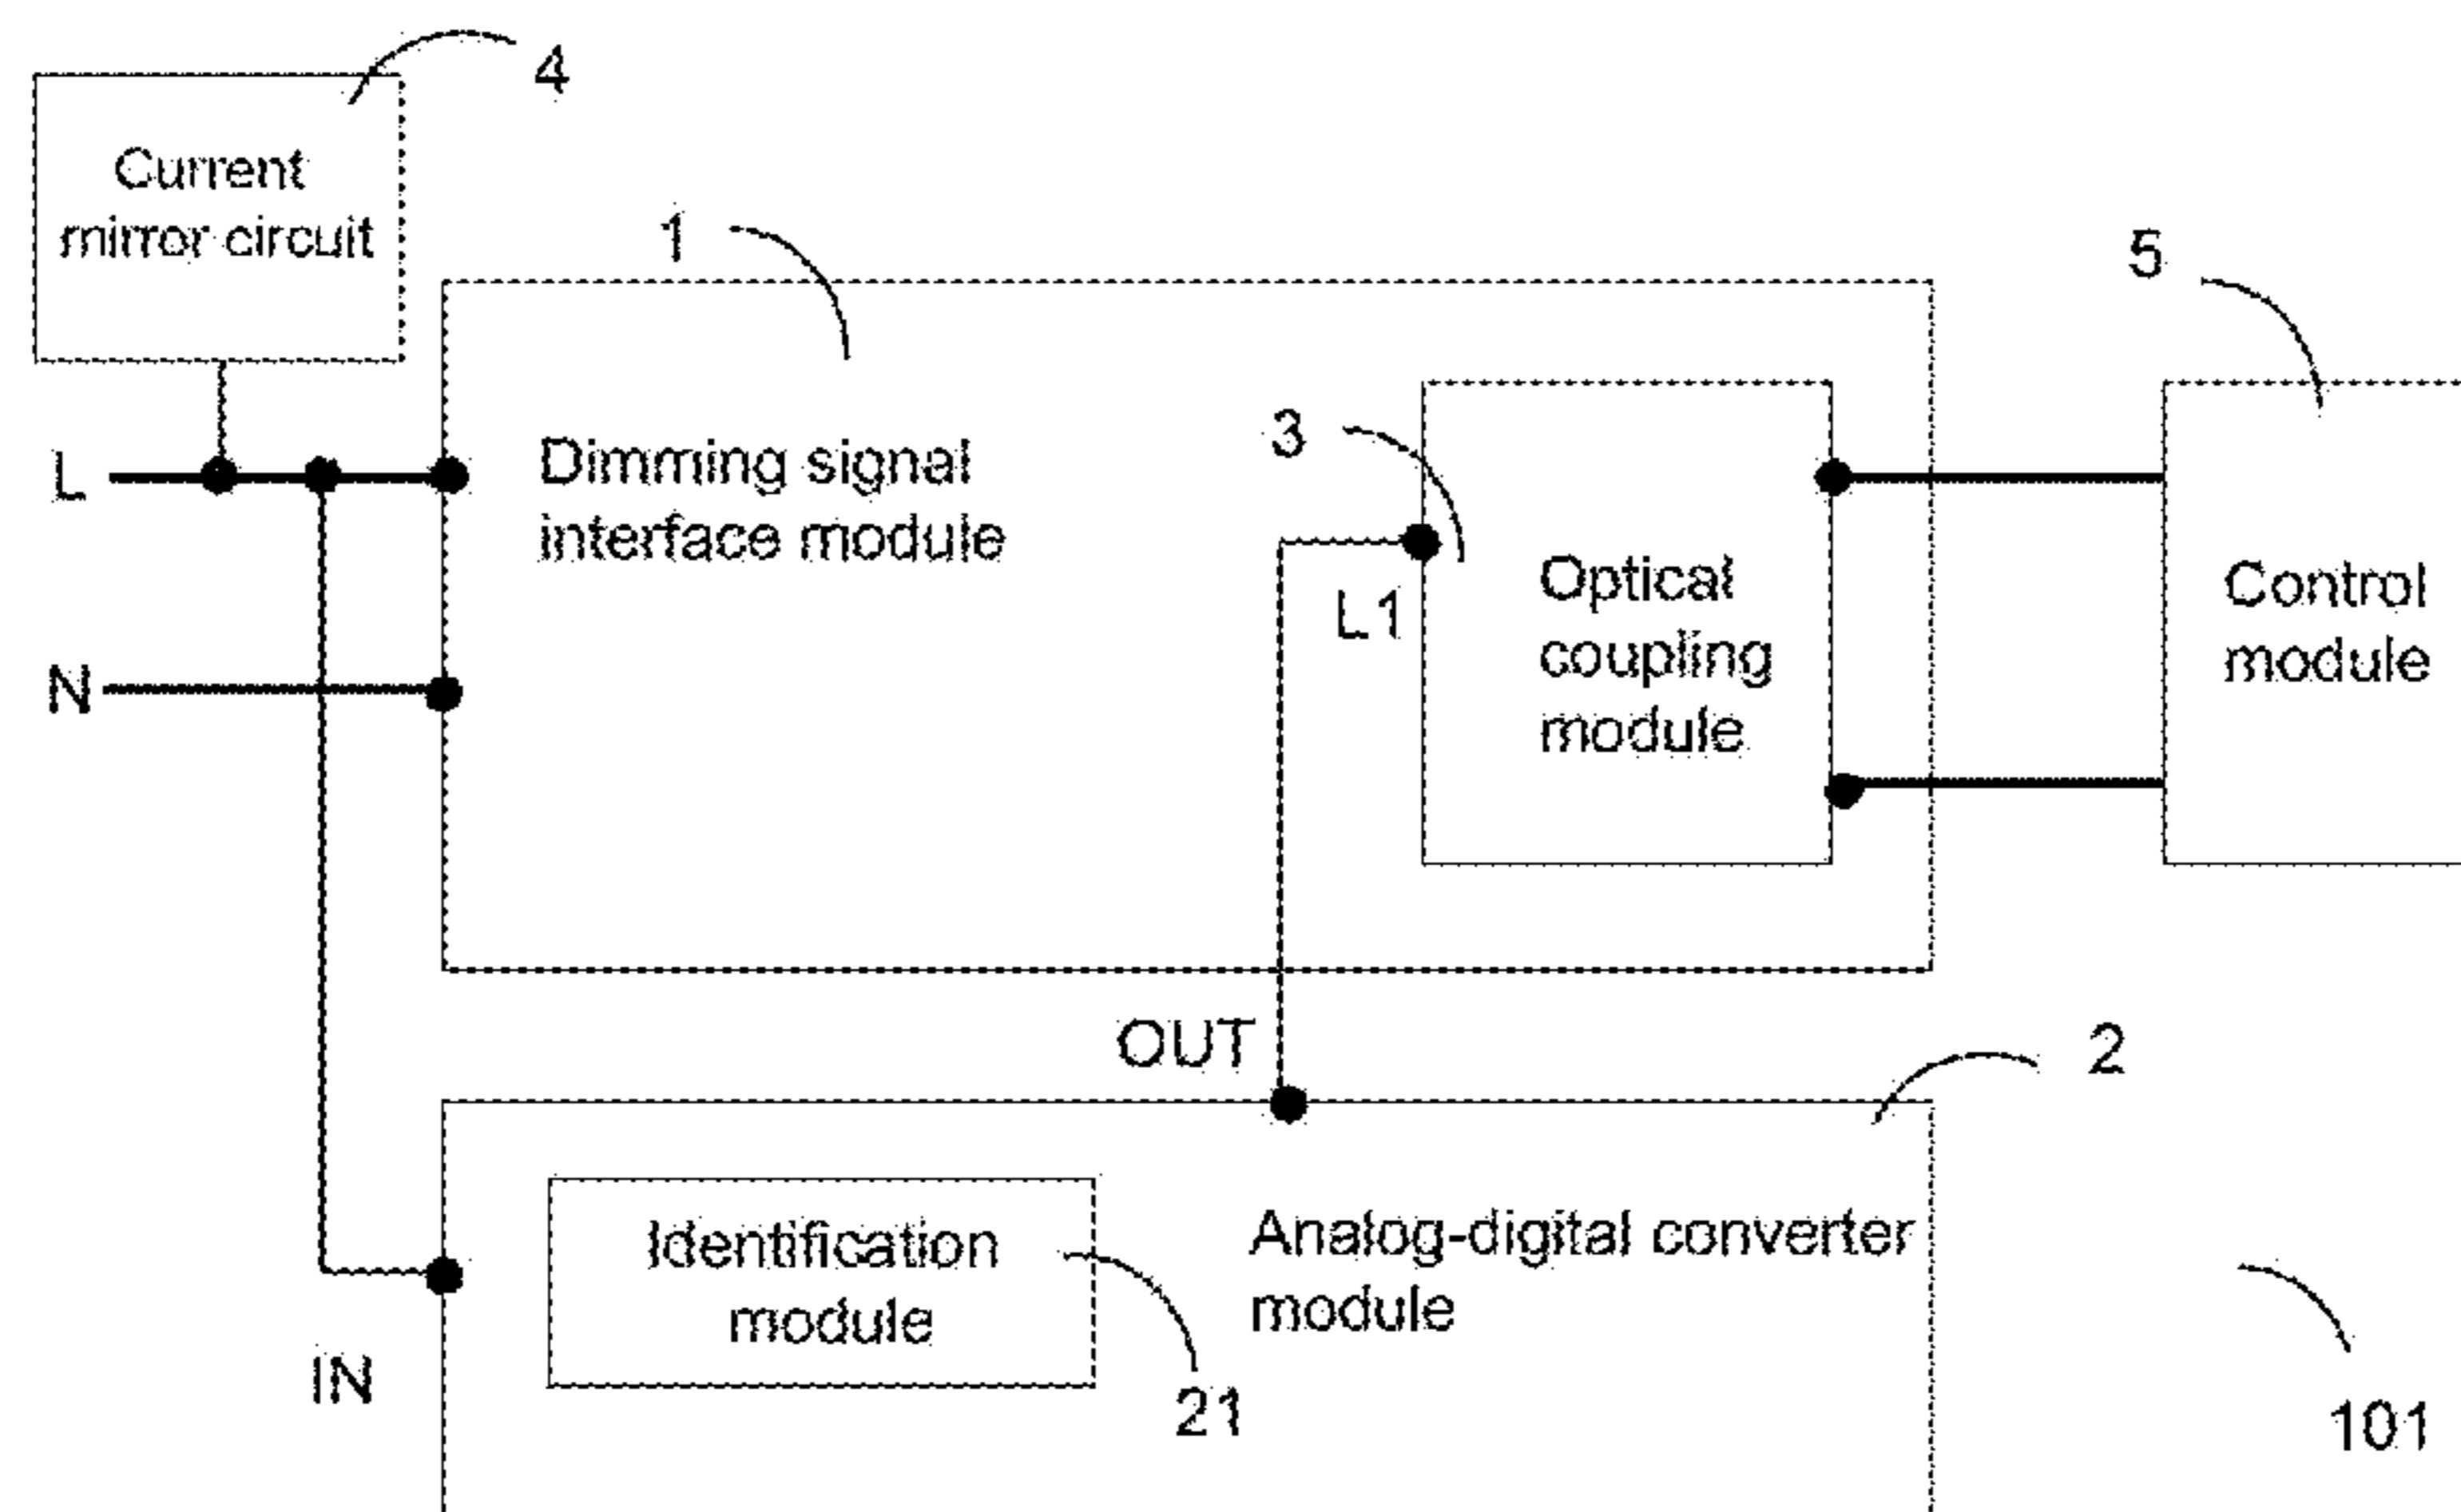 4
Current
mirror circuit
1
5
L
Dimming signal
interface module
3
N
L1
Optical
coupling
module
Control
module
OUT
2
Identification
module
Analog-digital converter
module
IN
21
101